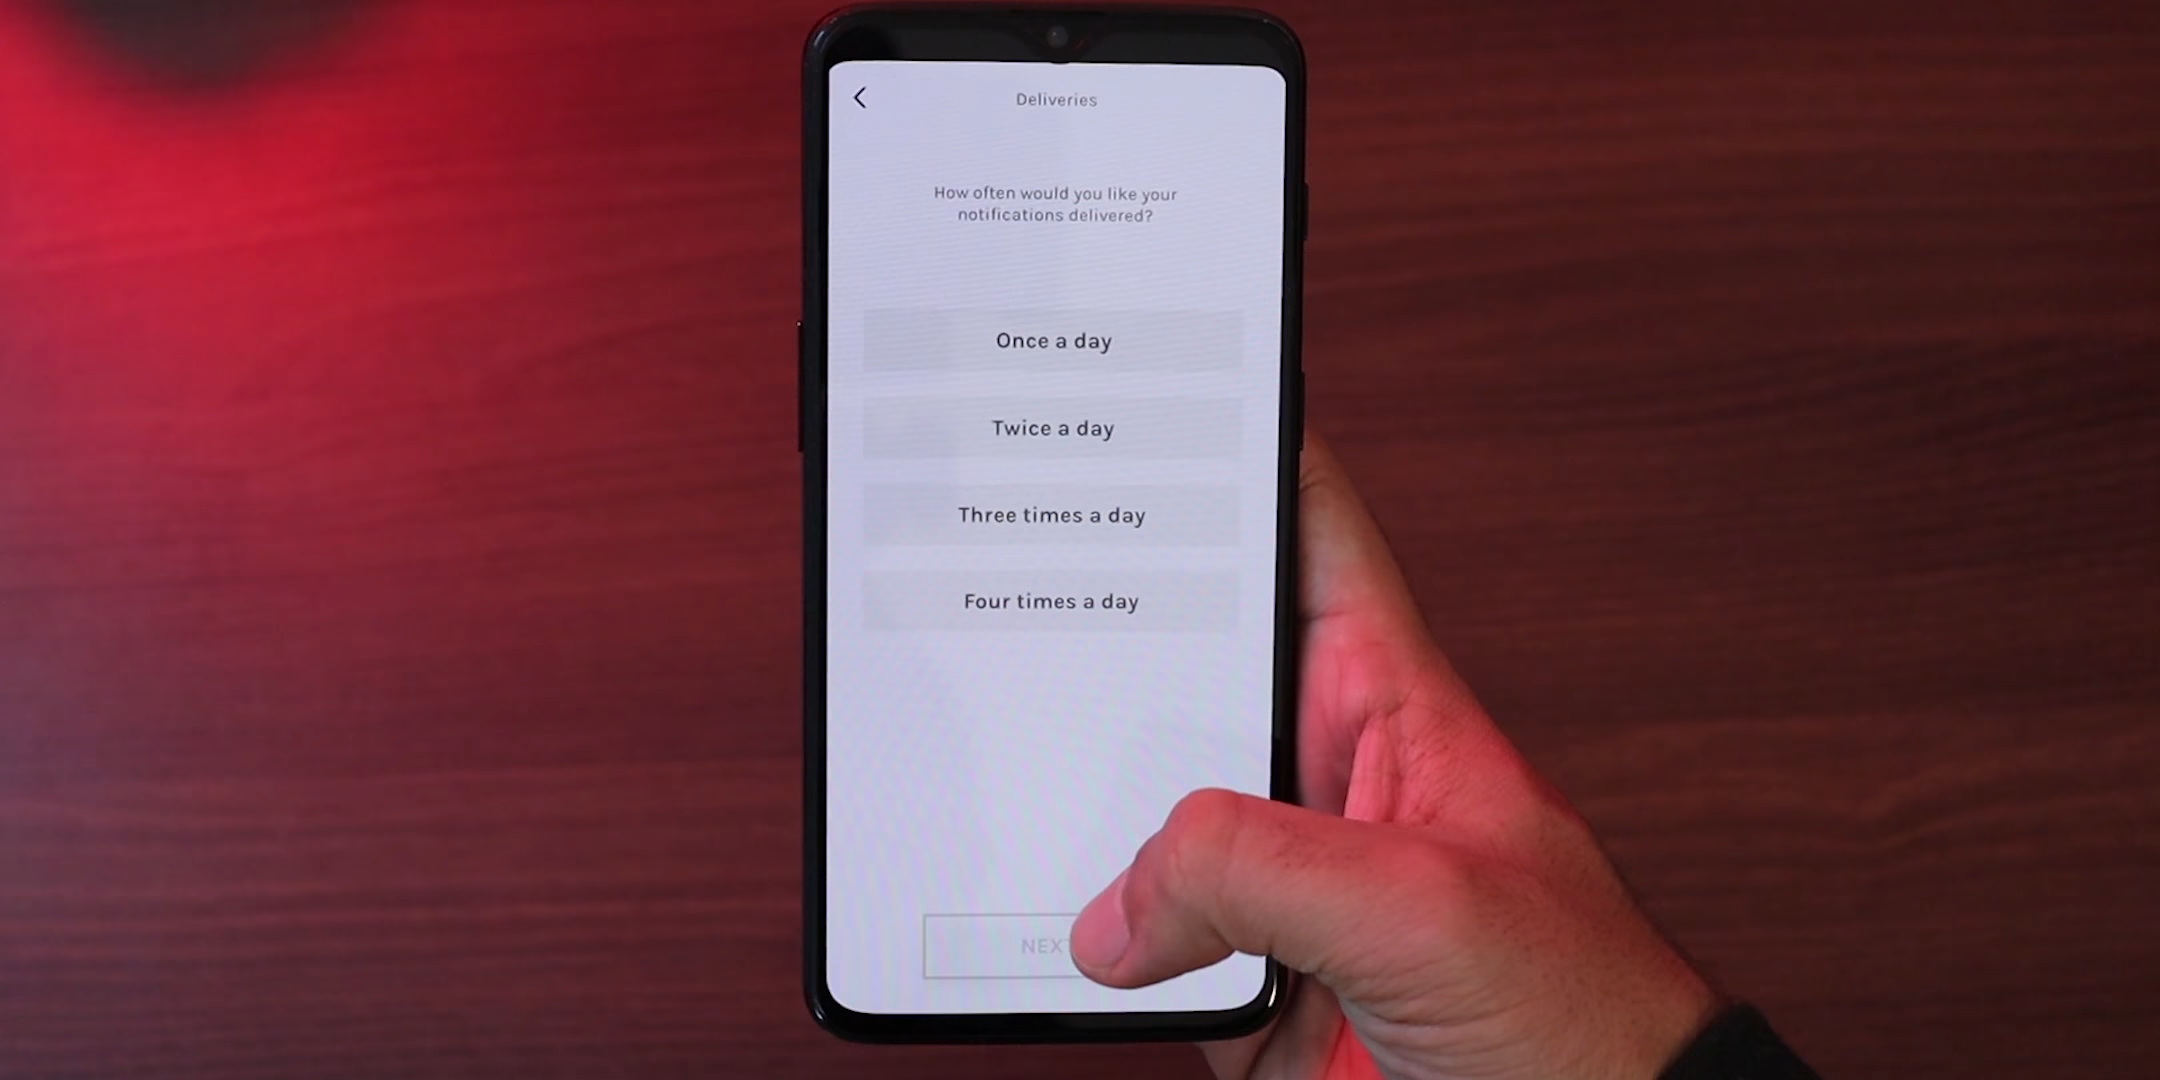 Deliveries
How often would you like your
notifications delivered?
Once a day
Twice a day
Three times a day
Four times a day
NEXT